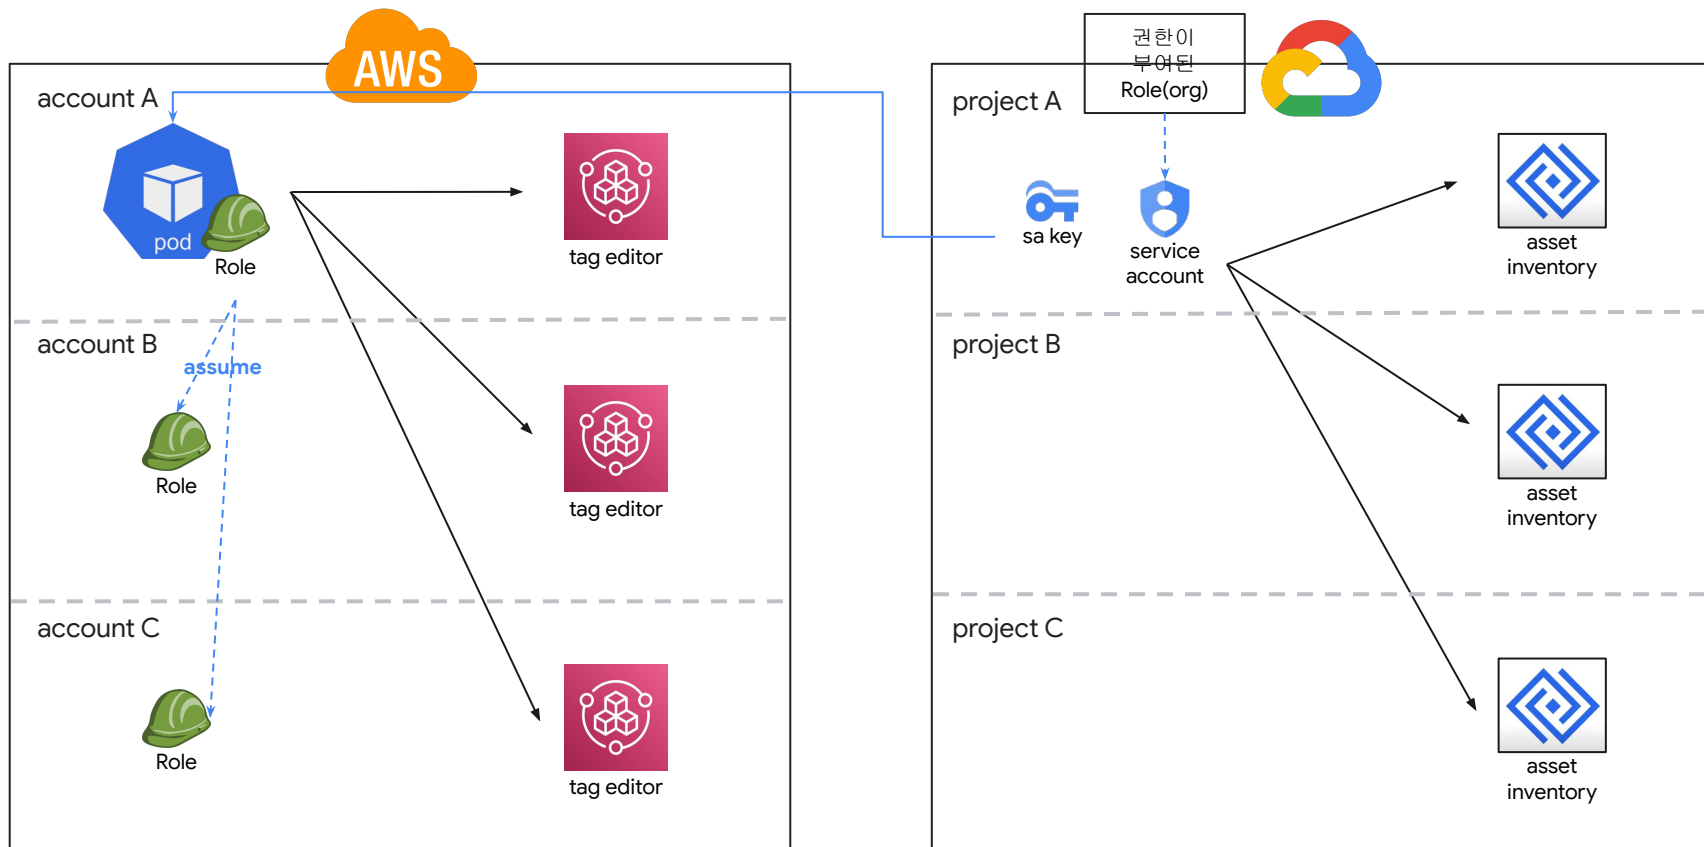 AWS
account A
pod
Role
tag editor
account B
assume
Role
tag editor
account C
Role
tag editor
권한이
부여된
Role(org)
project A
sa key
service
account
asset
inventory
project B
asset
inventory
project C
asset
inventory